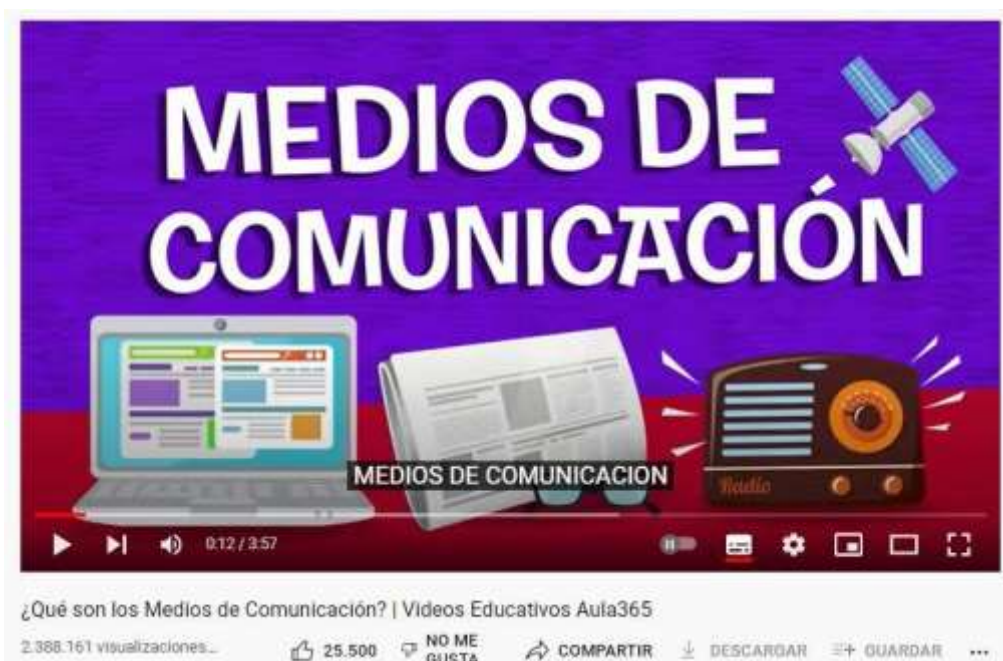 MEDIOS DE
COMUNICACIÓN
MEDIOS DE COMUNICACION
Radio
0:12 / 3:57
¿Qué son los Medios de Comunicación? | Videos Educativos Aula365
2.388.161 visualizaciones...
25.500
NO ME
GUSTA
COMPARTIR
DESCARGAR
GUARDAR
...